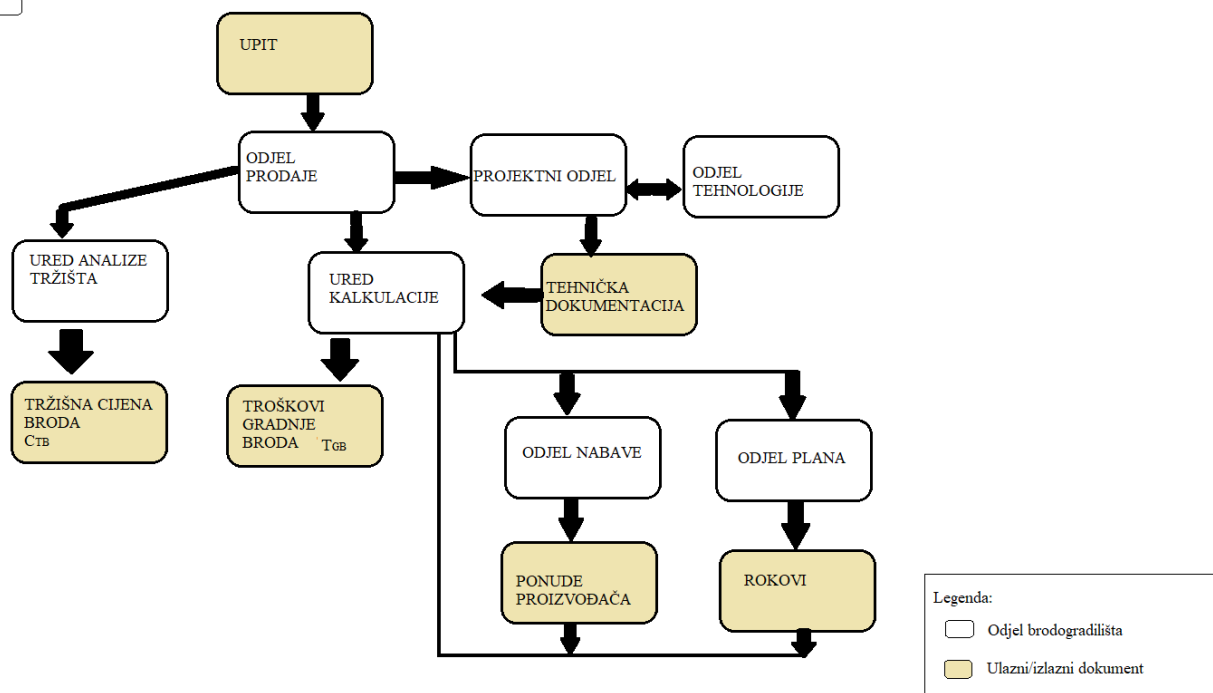 UPIT
ODJEL
PRODAJE
PROJEKTNI ODJEL
ODJEL
TEHNOLOGIJE
URED ANALIZE
TRŽIŠTA
URED
KALKULACIJE
TEHNIČKA
DOKUMENTACIJA
TRŽIŠNA CIJENA
BRODA
CTB
TROŠKOVI
GRADNJE
BRODA TGB
ODJEL NABAVE
ODJEL PLANA
PONUDE
PROIZVOĐAČA
ROKOVI
Legenda:
Odjel brodogradilišta
Ulazni/izlazni dokument